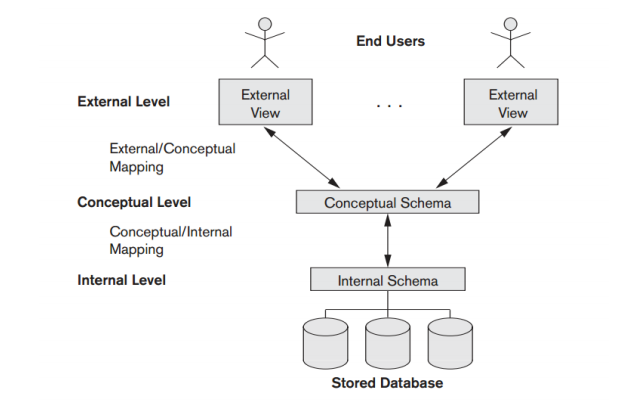 End Users
External Level
External
View
. . .
External
View
External/Conceptual
Mapping
Conceptual Level
Conceptual Schema
Conceptual/Internal
Mapping
Internal Level
Internal Schema
Stored Database